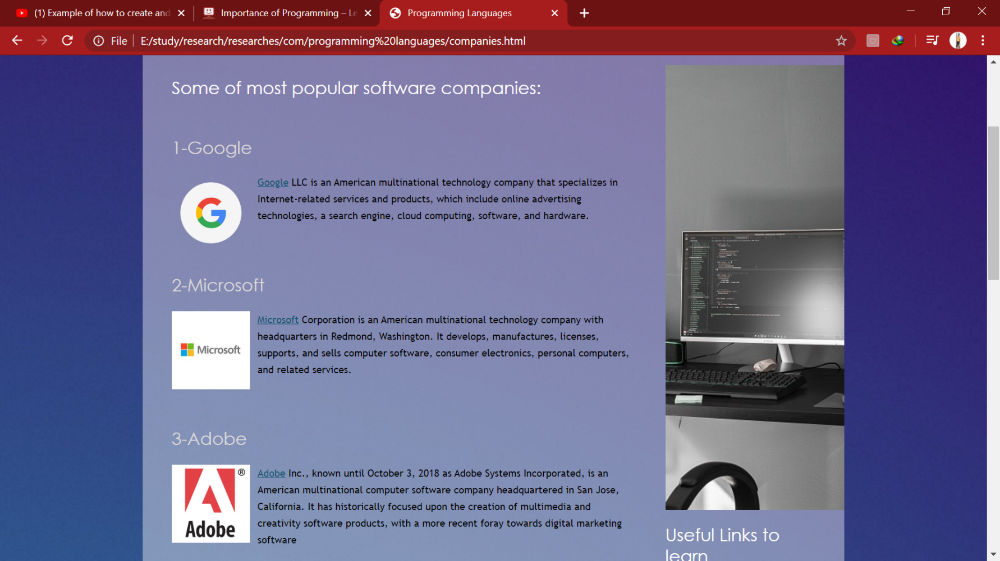 (1) Example of how to create and
Importance of Programming – Le
Programming Languages
File
E:/study/research/researches/com/programming%20languages/companies.html
Some of most popular software companies:
1-Google
Google LLC is an American multinational technology company that specializes in
Internet-related services and products, which include online advertising
technologies, a search engine, cloud computing, software, and hardware.
2-Microsoft
Microsoft
Microsoft Corporation is an American multinational technology company with
headquarters in Redmond, Washington. It develops, manufactures, licenses,
supports, and sells computer software, consumer electronics, personal computers,
and related services.
3-Adobe
Adobe
®
Adobe Inc., known until October 3, 2018 as Adobe Systems Incorporated, is an
American multinational computer software company headquartered in San Jose,
California. It has historically focused upon the creation of multimedia and
creativity software products, with a more recent foray towards digital marketing
software
Useful Links to
learn